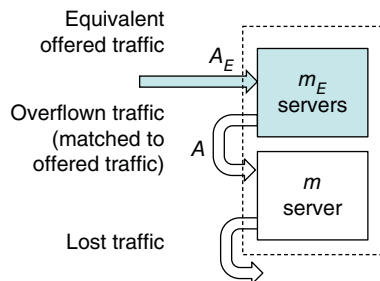 Equivalent
offered traffic
A_E
m_E
servers
Overflown traffic
(matched to
offered traffic)
A
m
server
Lost traffic